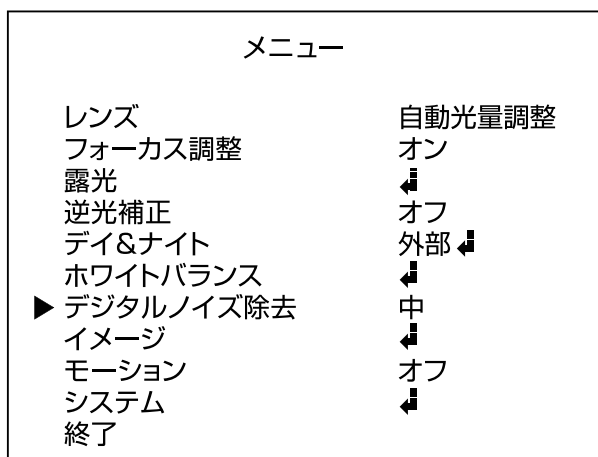 メニュー
レンズ 自動光量調整
フォーカス調整 オン
露光 ↲
逆光補正 オフ
デイ&ナイト 外部↲
ホワイトバランス ↲
▶デジタルノイズ除去 中
イメージ ↲
モーション オフ
システム ↲
終了